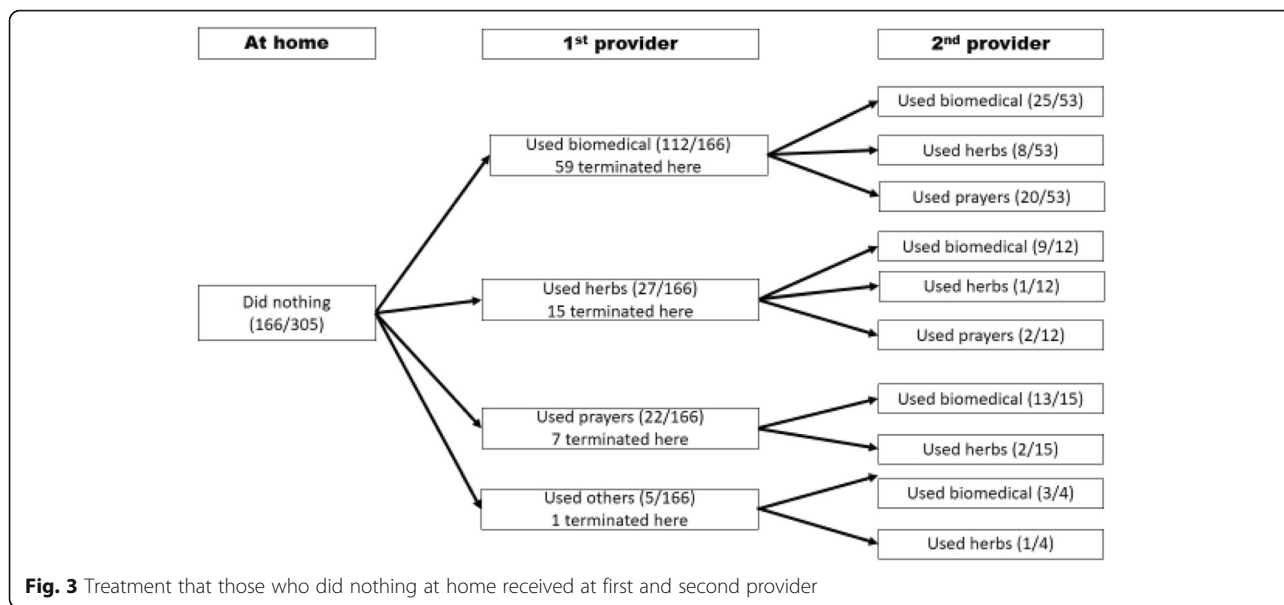 At home
1st provider
2nd provider
Did nothing
(166/305)
Used biomedical (112/166)
59 terminated here
Used biomedical (25/53)
Used herbs (8/53)
Used prayers (20/53)
Used herbs (27/166)
15 terminated here
Used biomedical (9/12)
Used herbs (1/12)
Used prayers (2/12)
Used prayers (22/166)
7 terminated here
Used biomedical (13/15)
Used herbs (2/15)
Used others (5/166)
1 terminated here
Used biomedical (3/4)
Used herbs (1/4)
Fig. 3 Treatment that those who did nothing at home received at first and second provider